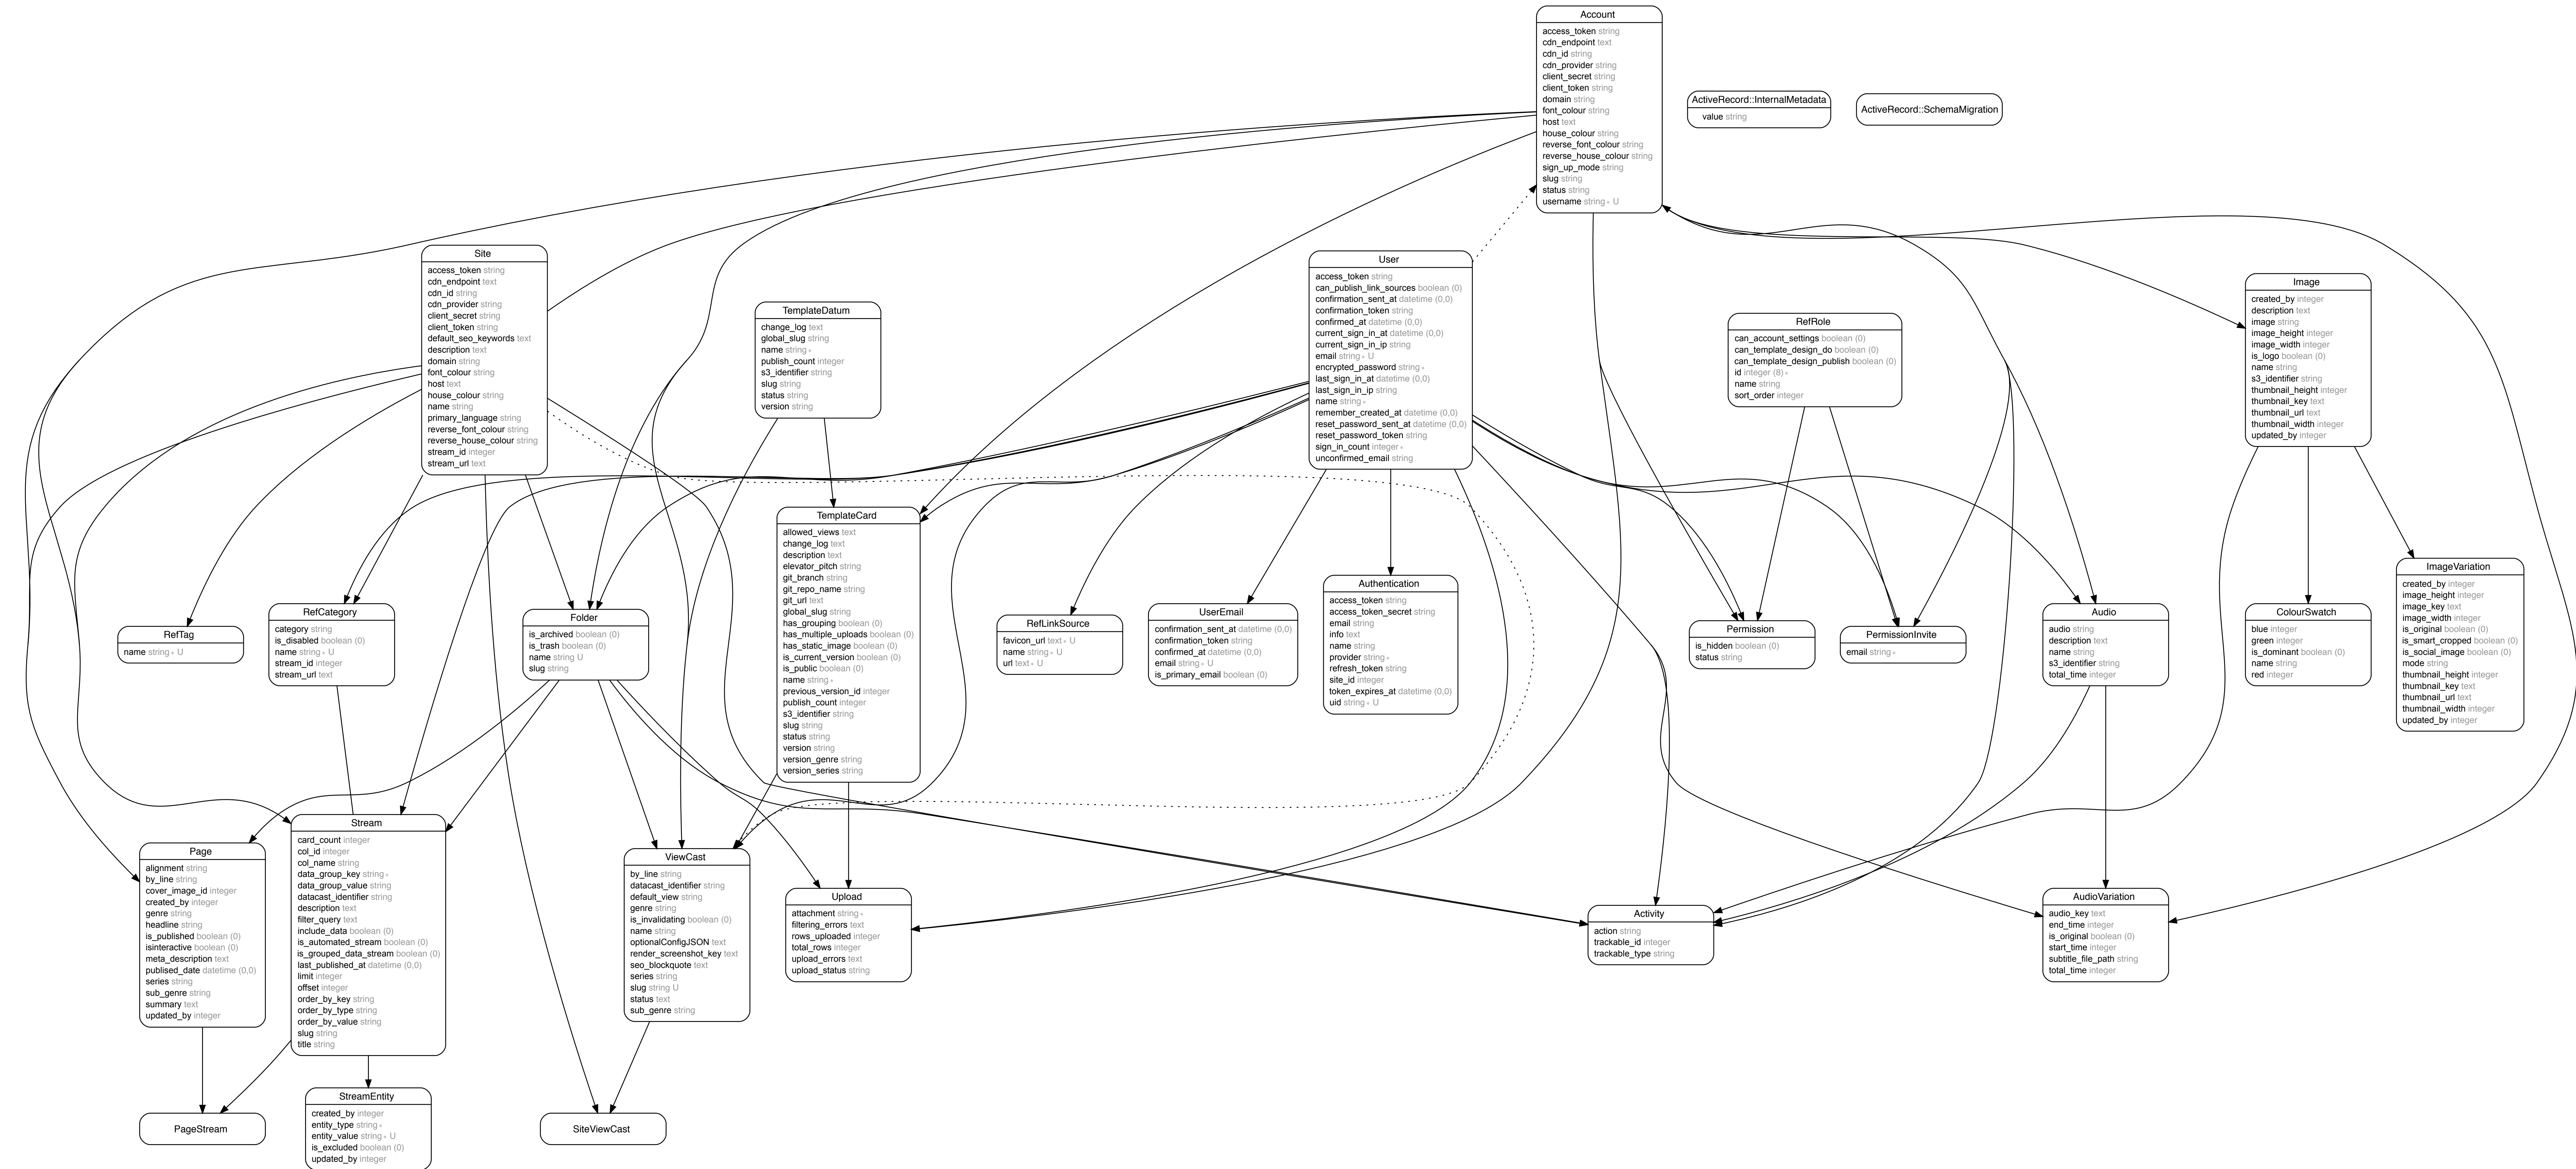 Account
access_token string
cdn_endpoint text
cdn_id string
cdn_provider string
client_secret string
client_token string
domain string
font_colour string
host text
house_colour string
reverse_font_colour string
reverse_house_colour string
sign_up_mode string
slug string
status string
username string∗ U
ActiveRecord::InternalMetadata
value string
ActiveRecord::SchemaMigration
Site
access_token string
cdn_endpoint text
cdn_id string
cdn_provider string
client_secret string
client_token string
default_seo_keywords text
description text
domain string
font_colour string
host text
house_colour string
name string
primary_language string
reverse_font_colour string
reverse_house_colour string
stream_id integer
stream_url text
TemplateDatum
change_log text
global_slug string
name string∗
publish_count integer
s3_identifier string
slug string
status string
version string
User
access_token string
can_publish_link_sources boolean (0)
confirmation_sent_at datetime (0,0)
confirmation_token string
confirmed_at datetime (0,0)
current_sign_in_at datetime (0,0)
current_sign_in_ip string
email string∗ U
encrypted_password string∗
last_sign_in_at datetime (0,0)
last_sign_in_ip string
name string∗
remember_created_at datetime (0,0)
reset_password_sent_at datetime (0,0)
reset_password_token string
sign_in_count integer∗
unconfirmed_email string
RefRole
can_account_settings boolean (0)
can_template_design_do boolean (0)
can_template_design_publish boolean (0)
id integer (8)∗
name string
sort_order integer
Image
created_by integer
description text
image string
image_height integer
image_width integer
is_logo boolean (0)
name string
s3_identifier string
thumbnail_height integer
thumbnail_key text
thumbnail_url text
thumbnail_width integer
updated_by integer
TemplateCard
allowed_views text
change_log text
description text
elevator_pitch string
git_branch string
git_repo_name string
git_url text
global_slug string
has_grouping boolean (0)
has_multiple_uploads boolean (0)
has_static_image boolean (0)
is_current_version boolean (0)
is_public boolean (0)
name string∗
previous_version_id integer
publish_count integer
s3_identifier string
slug string
status string
version string
version_genre string
version_series string
RefTag
name string∗ U
RefCategory
category string
is_disabled boolean (0)
name string∗ U
stream_id integer
stream_url text
Folder
is_archived boolean (0)
is_trash boolean (0)
name string U
slug string
RefLinkSource
favicon_url text∗ U
name string∗ U
url text∗ U
UserEmail
confirmation_sent_at datetime (0,0)
confirmation_token string
confirmed_at datetime (0,0)
email string∗ U
is_primary_email boolean (0)
Authentication
access_token string
access_token_secret string
email string
info text
name string
provider string∗
refresh_token string
site_id integer
token_expires_at datetime (0,0)
uid string∗ U
Permission
is_hidden boolean (0)
status string
PermissionInvite
email string∗
Audio
audio string
description text
name string
s3_identifier string
total_time integer
ColourSwatch
blue integer
green integer
is_dominant boolean (0)
name string
red integer
ImageVariation
created_by integer
image_height integer
image_key text
image_width integer
is_original boolean (0)
is_smart_cropped boolean (0)
is_social_image boolean (0)
mode string
thumbnail_height integer
thumbnail_key text
thumbnail_url text
thumbnail_width integer
updated_by integer
Page
alignment string
by_line string
cover_image_id integer
created_by integer
genre string
headline string
is_published boolean (0)
isinteractive boolean (0)
meta_description text
publised_date datetime (0,0)
series string
sub_genre string
summary text
updated_by integer
Stream
card_count integer
col_id integer
col_name string
data_group_key string∗
data_group_value string
datacast_identifier string
description text
filter_query text
include_data boolean (0)
is_automated_stream boolean (0)
is_grouped_data_stream boolean (0)
last_published_at datetime (0,0)
limit integer
offset integer
order_by_key string
order_by_type string
order_by_value string
slug string
title string
ViewCast
by_line string
datacast_identifier string
default_view string
genre string
is_invalidating boolean (0)
name string
optionalConfigJSON text
render_screenshot_key text
seo_blockquote text
series string
slug string U
status text
sub_genre string
Upload
attachment string∗
filtering_errors text
rows_uploaded integer
total_rows integer
upload_errors text
upload_status string
Activity
action string
trackable_id integer
trackable_type string
AudioVariation
audio_key text
end_time integer
is_original boolean (0)
start_time integer
subtitle_file_path string
total_time integer
PageStream
StreamEntity
created_by integer
entity_type string∗
entity_value string∗ U
is_excluded boolean (0)
updated_by integer
SiteViewCast